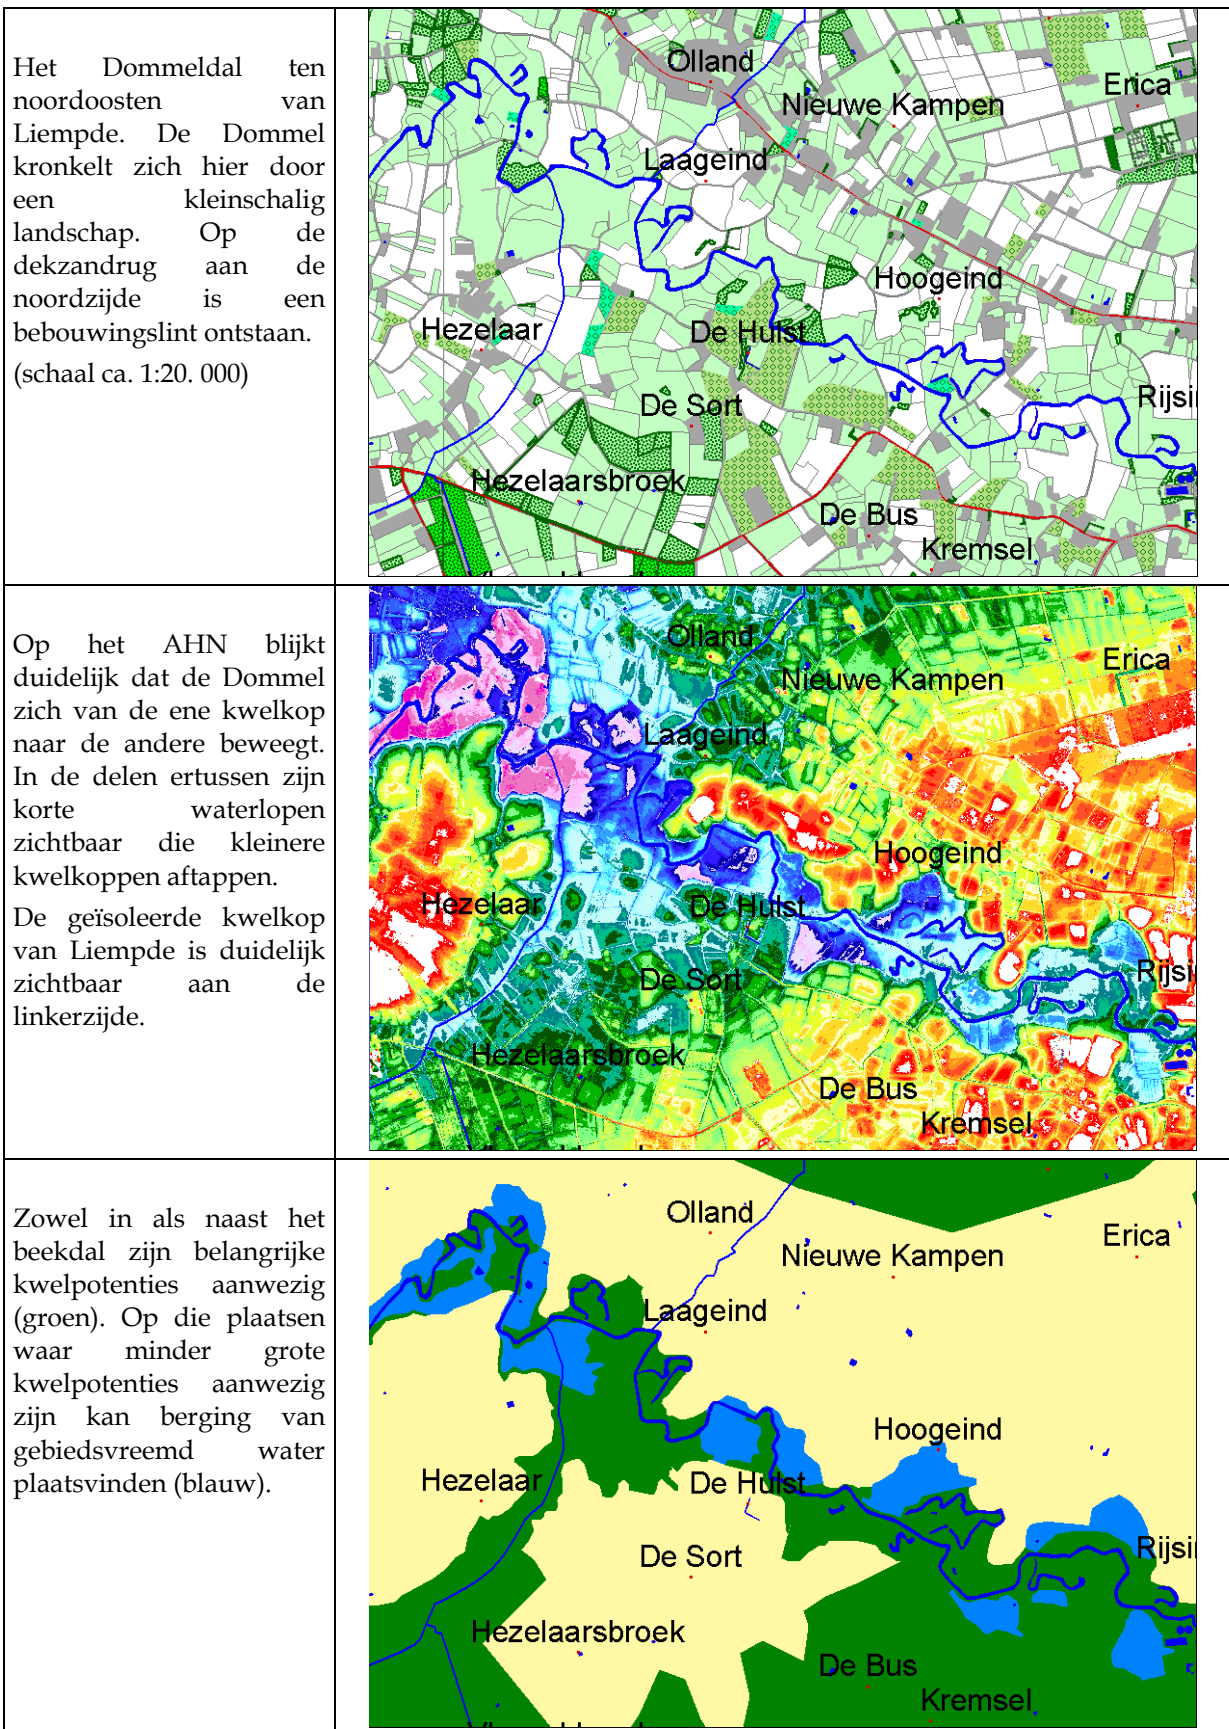 Het Dommeldal ten
noordoosten van
Liempde. De Dommel
kronkelt zich hier door
een kleinschalig
landschap. Op de
dekzandrug aan de
noordzijde is een
bebouwingslint ontstaan.
(schaal ca. 1:20. 000)
Olland
Erica
Nieuwe Kampen
Laageind
Hoogeind
Hezelaar
De Hulst
De Sort
Rijsi
Hezelaarsbroek
De Bus
Kremsel
Op het AHN blijkt
duidelijk dat de Dommel
zich van de ene kwelkop
naar de andere beweegt.
In de delen ertussen zijn
korte waterlopen
zichtbaar die kleinere
kwelkoppen aftappen.
De geïsoleerde kwelkop
van Liempde is duidelijk
zichtbaar aan de
linkerzijde.
Olland
Erica
Nieuwe Kampen
Laageind
Hoogeind
Hezelaar
De Hulst
De Sort
Rijsi
Hezelaarsbroek
De Bus
Kremsel
Zowel in als naast het
beekdal zijn belangrijke
kwelpotenties aanwezig
(groen). Op die plaatsen
waar minder grote
kwelpotenties aanwezig
zijn kan berging van
gebiedsvreemd water
plaatsvinden (blauw).
Olland
Erica
Nieuwe Kampen
Laageind
Hoogeind
Hezelaar
De Hulst
De Sort
Rijsi
Hezelaarsbroek
De Bus
Kremsel